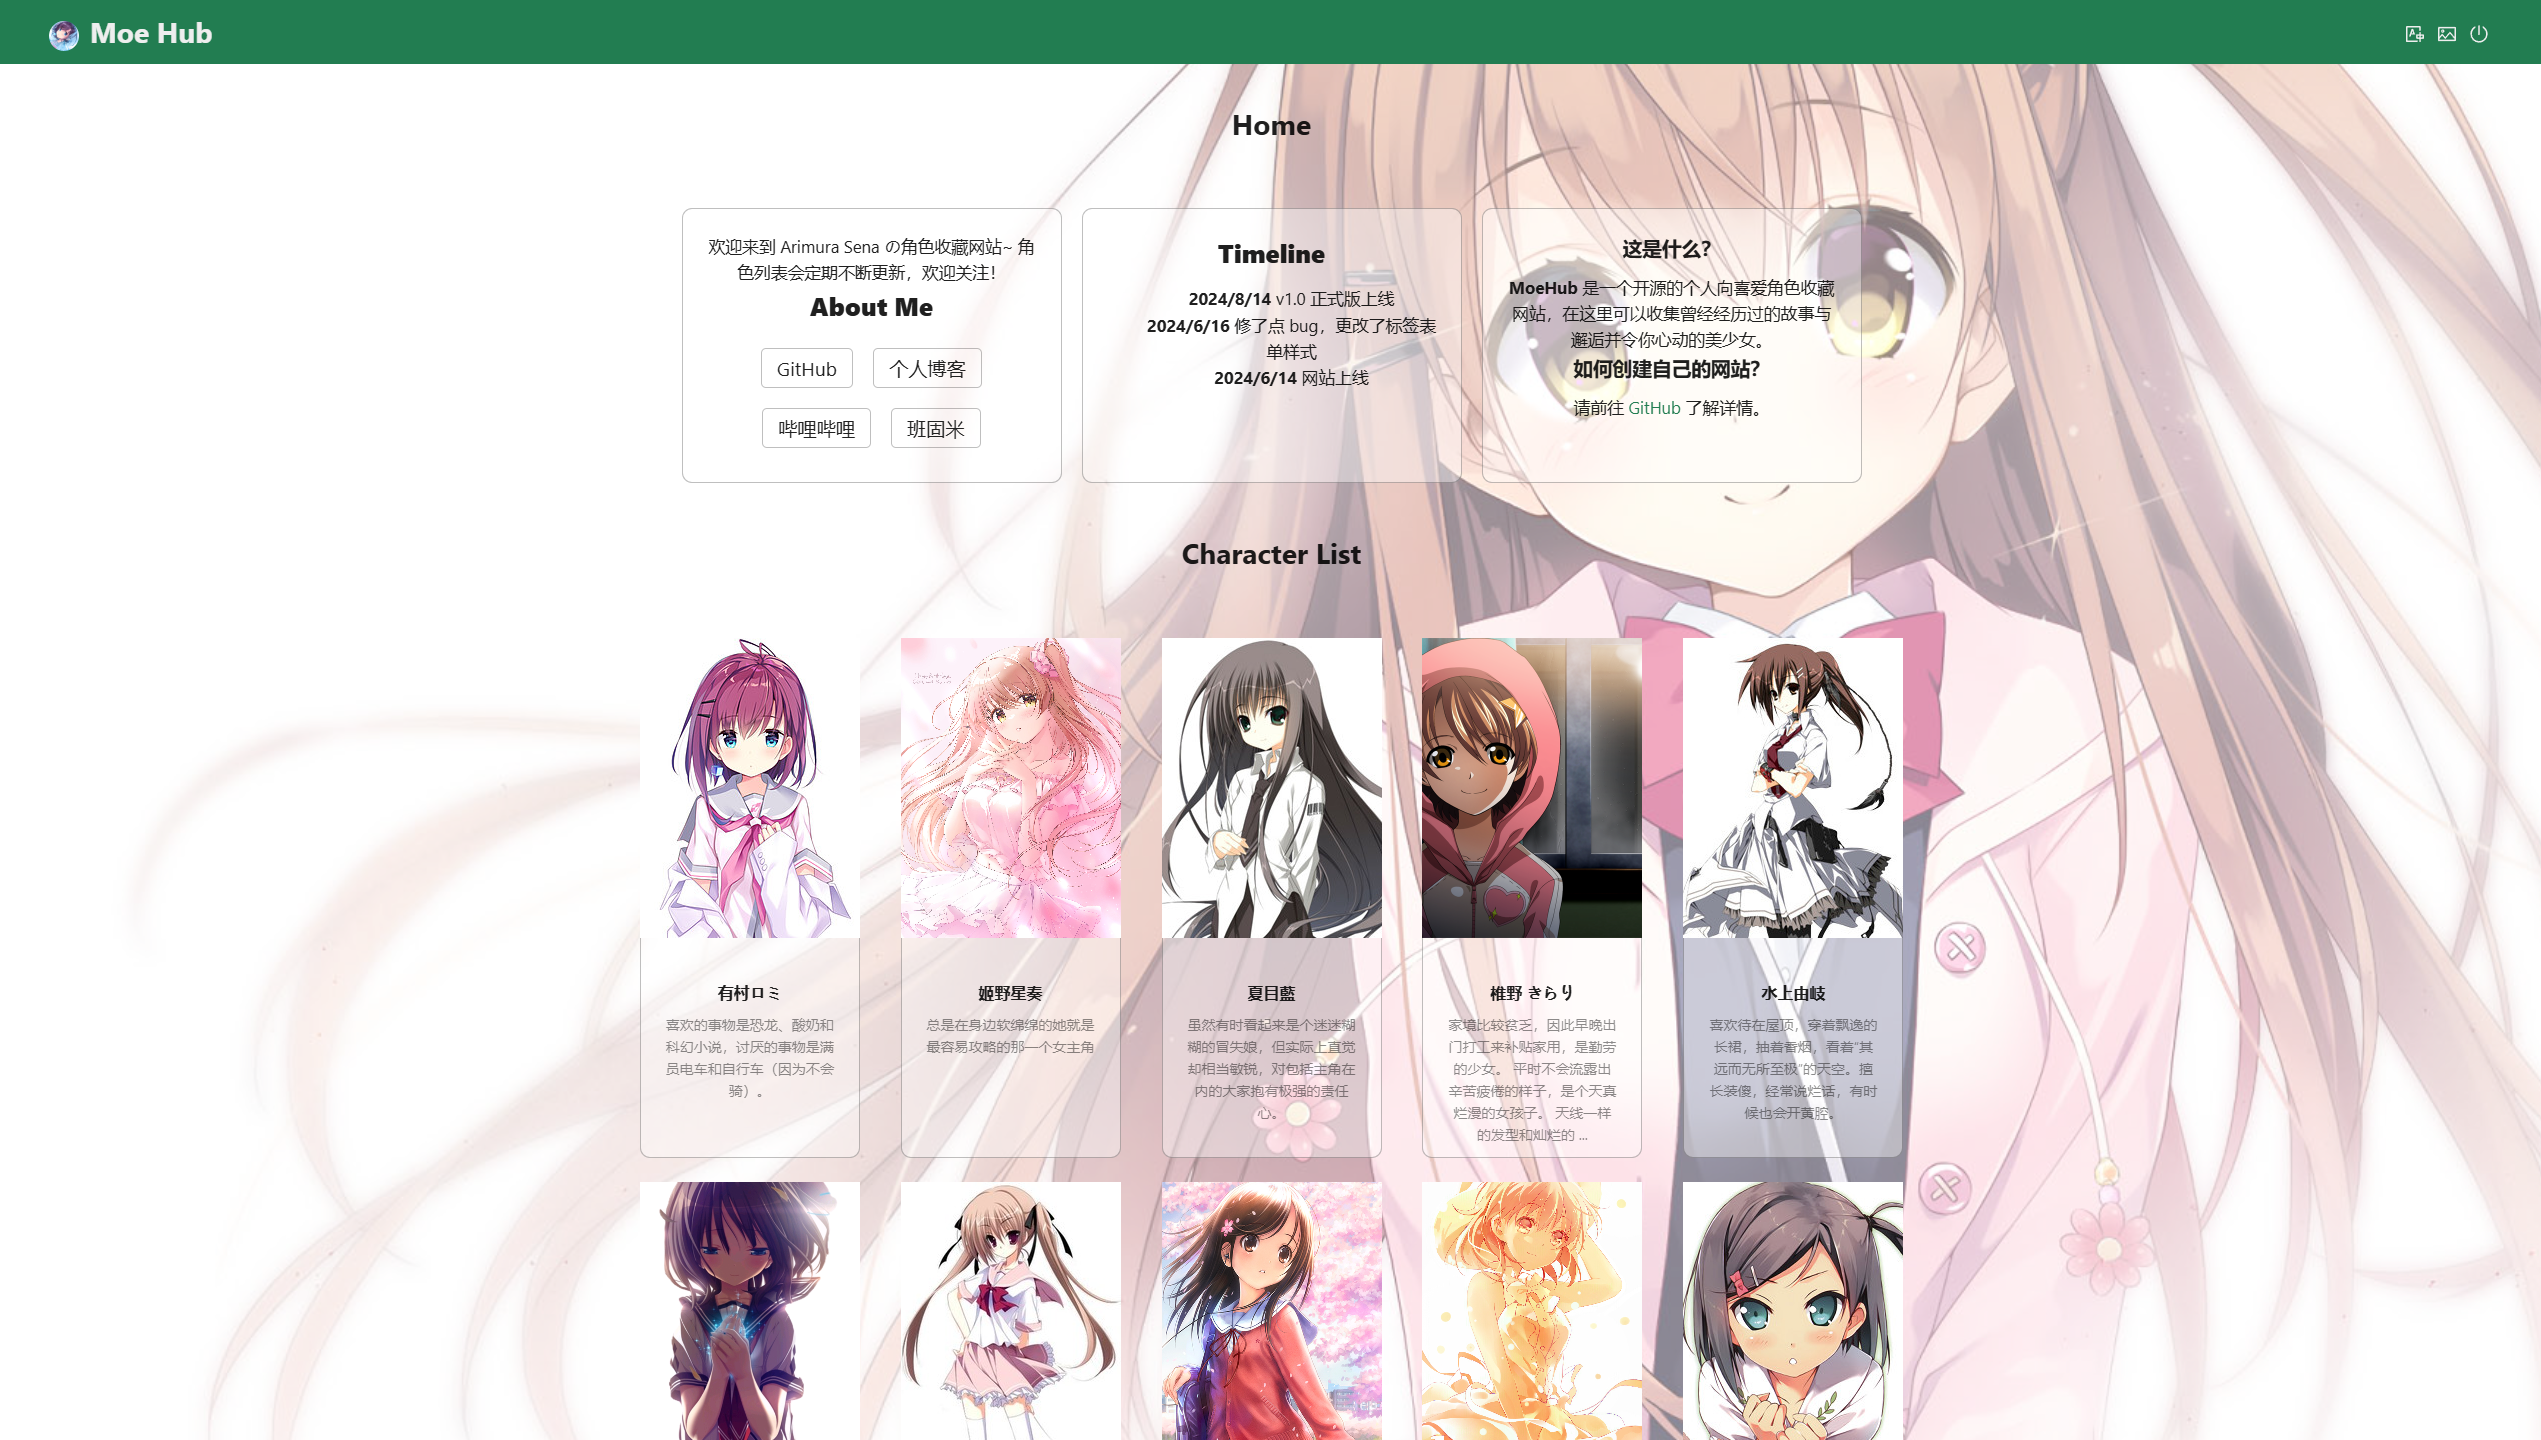 Moe Hub
Home
欢迎来到 Arimura Sena の角色收藏网站~ 角
色列表会定期不断更新，欢迎关注！
About Me
GitHub
个人博客
哔哩哔哩
班固米
Timeline
2024/8/14 v1.0 正式版上线
2024/6/16 修了点 bug，更改了标签表
单样式
2024/6/14 网站上线
这是什么？
MoeHub 是一个开源的个人向喜爱角色收藏
网站，在这里可以收集曾经经历过的故事与
邂逅并令你心动的美少女。
如何创建自己的网站？
请前往 GitHub 了解详情。
Character List
有村ロミ
喜欢的事物是恐龙、酸奶和
科幻小说，讨厌的事物是满
员电车和自行车（因为不会
骑）。
姬野星奏
总是在身边软绵绵的她就是
最容易攻略的那一个女主角
夏目藍
虽然有时看起来是个迷迷糊
糊的冒失娘，但实际上直觉
却相当敏锐，对包括主角在
内的大家抱有极强的责任
心。
椎野 きらり
家境比较贫乏，因此早晚出
门打工来补贴家用，是勤劳
的少女。 平时不会流露出
辛苦疲倦的样子，是个天真
烂漫的女孩子。 天线一样
的发型和灿烂的 ...
水上由岐
喜欢待在屋顶，穿着飘逸的
长裙，抽着香烟，看着“其
远而无所至极”的天空。擅
长装傻，经常说烂话，有时
候也会开黄腔。